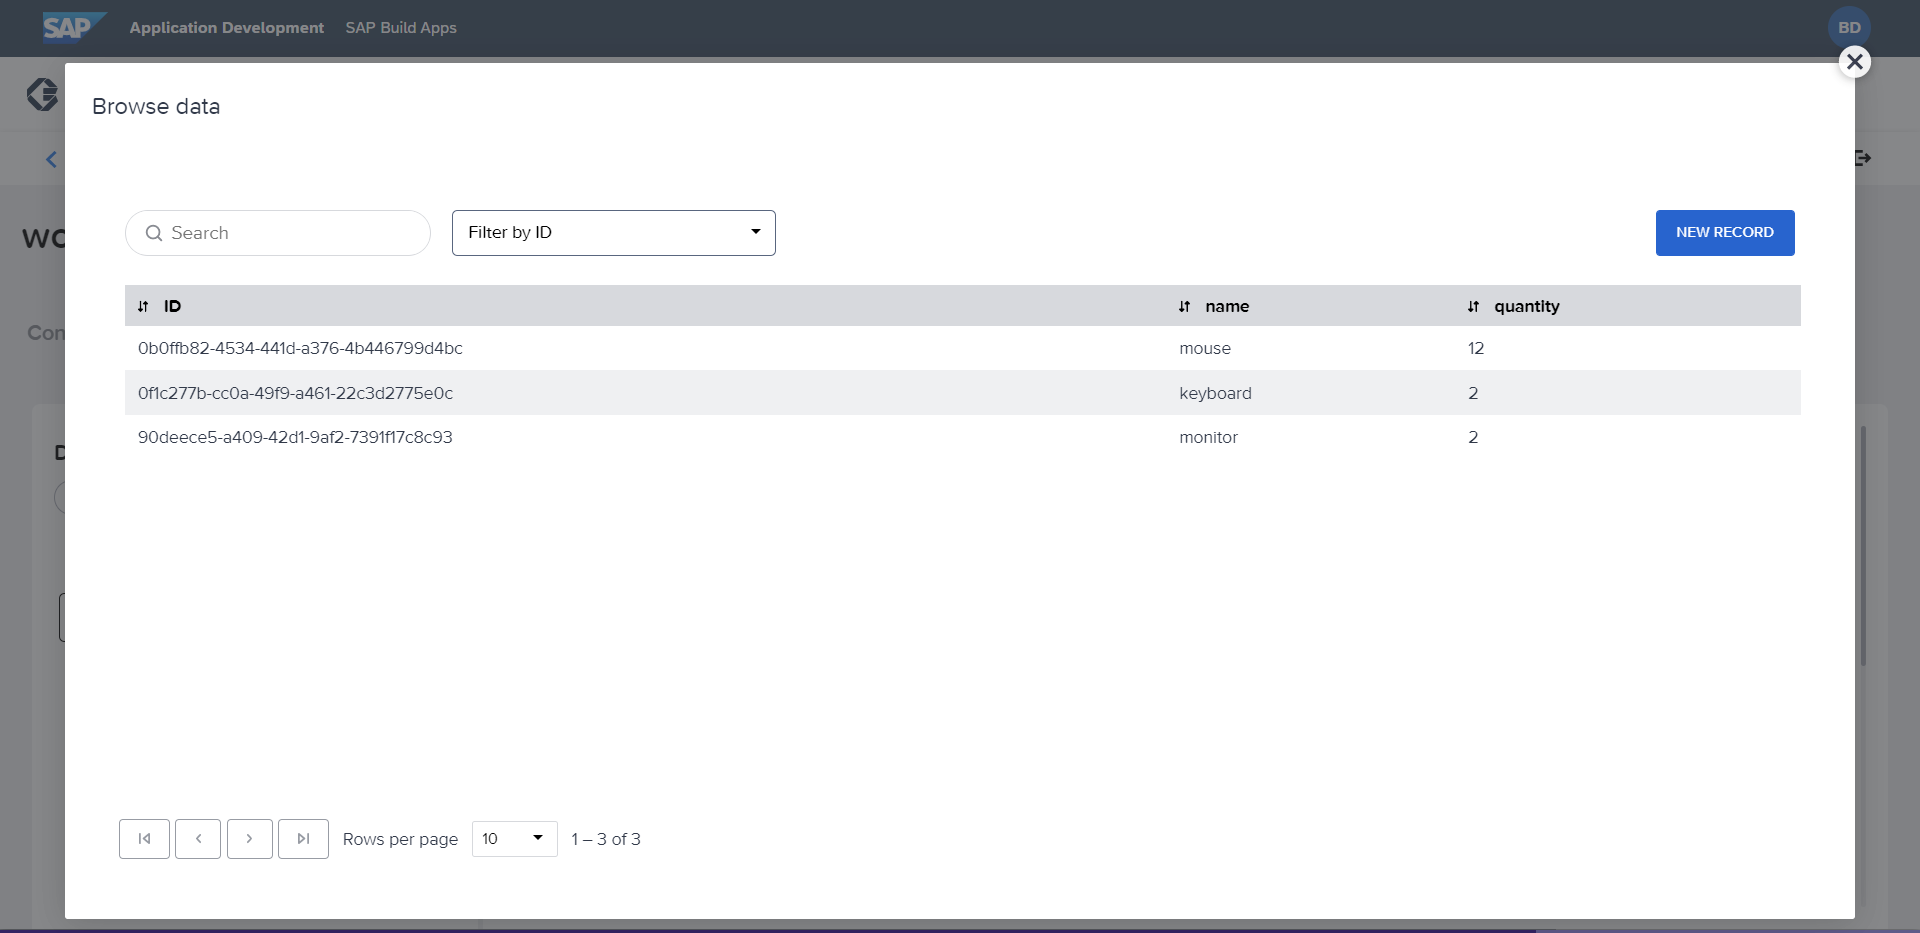 SAP Application Development SAP Build Apps BD
Browse data
Search Filter by ID NEW RECORD
ID name quantity
0b0ffb82-4534-441d-a376-4b446799d4bc mouse 12
0f1c277b-cc0a-49f9-a461-22c3d2775e0c keyboard 2
90deece5-a409-42d1-9af2-7391f17c8c93 monitor 2
Rows per page 10 1 – 3 of 3